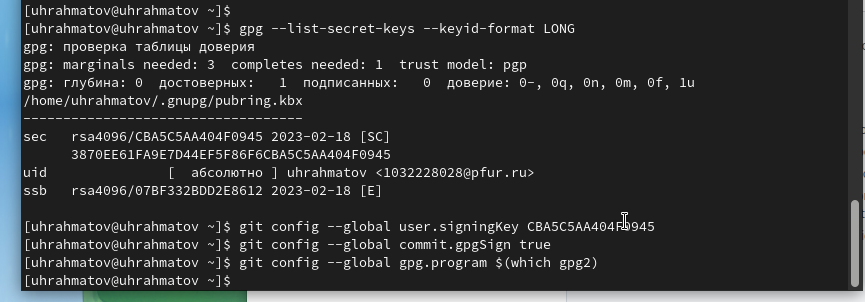 [uhrahmatov@uhrahmatov ~]$
[uhrahmatov@uhrahmatov ~]$ gpg --list-secret-keys --keyid-format LONG
gpg: проверка таблицы доверия
gpg: marginals needed: 3  completes needed: 1  trust model: pgp
gpg: глубина: 0  достоверных:   1  подписанных:   0  доверие: 0-, 0q, 0n, 0m, 0f, 1u
/home/uhrahmatov/.gnupg/pubring.kbx
-----------------------------------
sec   rsa4096/CBA5C5AA404F0945 2023-02-18 [SC]
      3870EE61FA9E7D44EF5F86F6CBA5C5AA404F0945
uid                 [  абсолютно ] uhrahmatov <1032228028@pfur.ru>
ssb   rsa4096/07BF332BDD2E8612 2023-02-18 [E]
[uhrahmatov@uhrahmatov ~]$ git config --global user.signingKey CBA5C5AA404F0945
[uhrahmatov@uhrahmatov ~]$ git config --global commit.gpgSign true
[uhrahmatov@uhrahmatov ~]$ git config --global gpg.program $(which gpg2)
[uhrahmatov@uhrahmatov ~]$